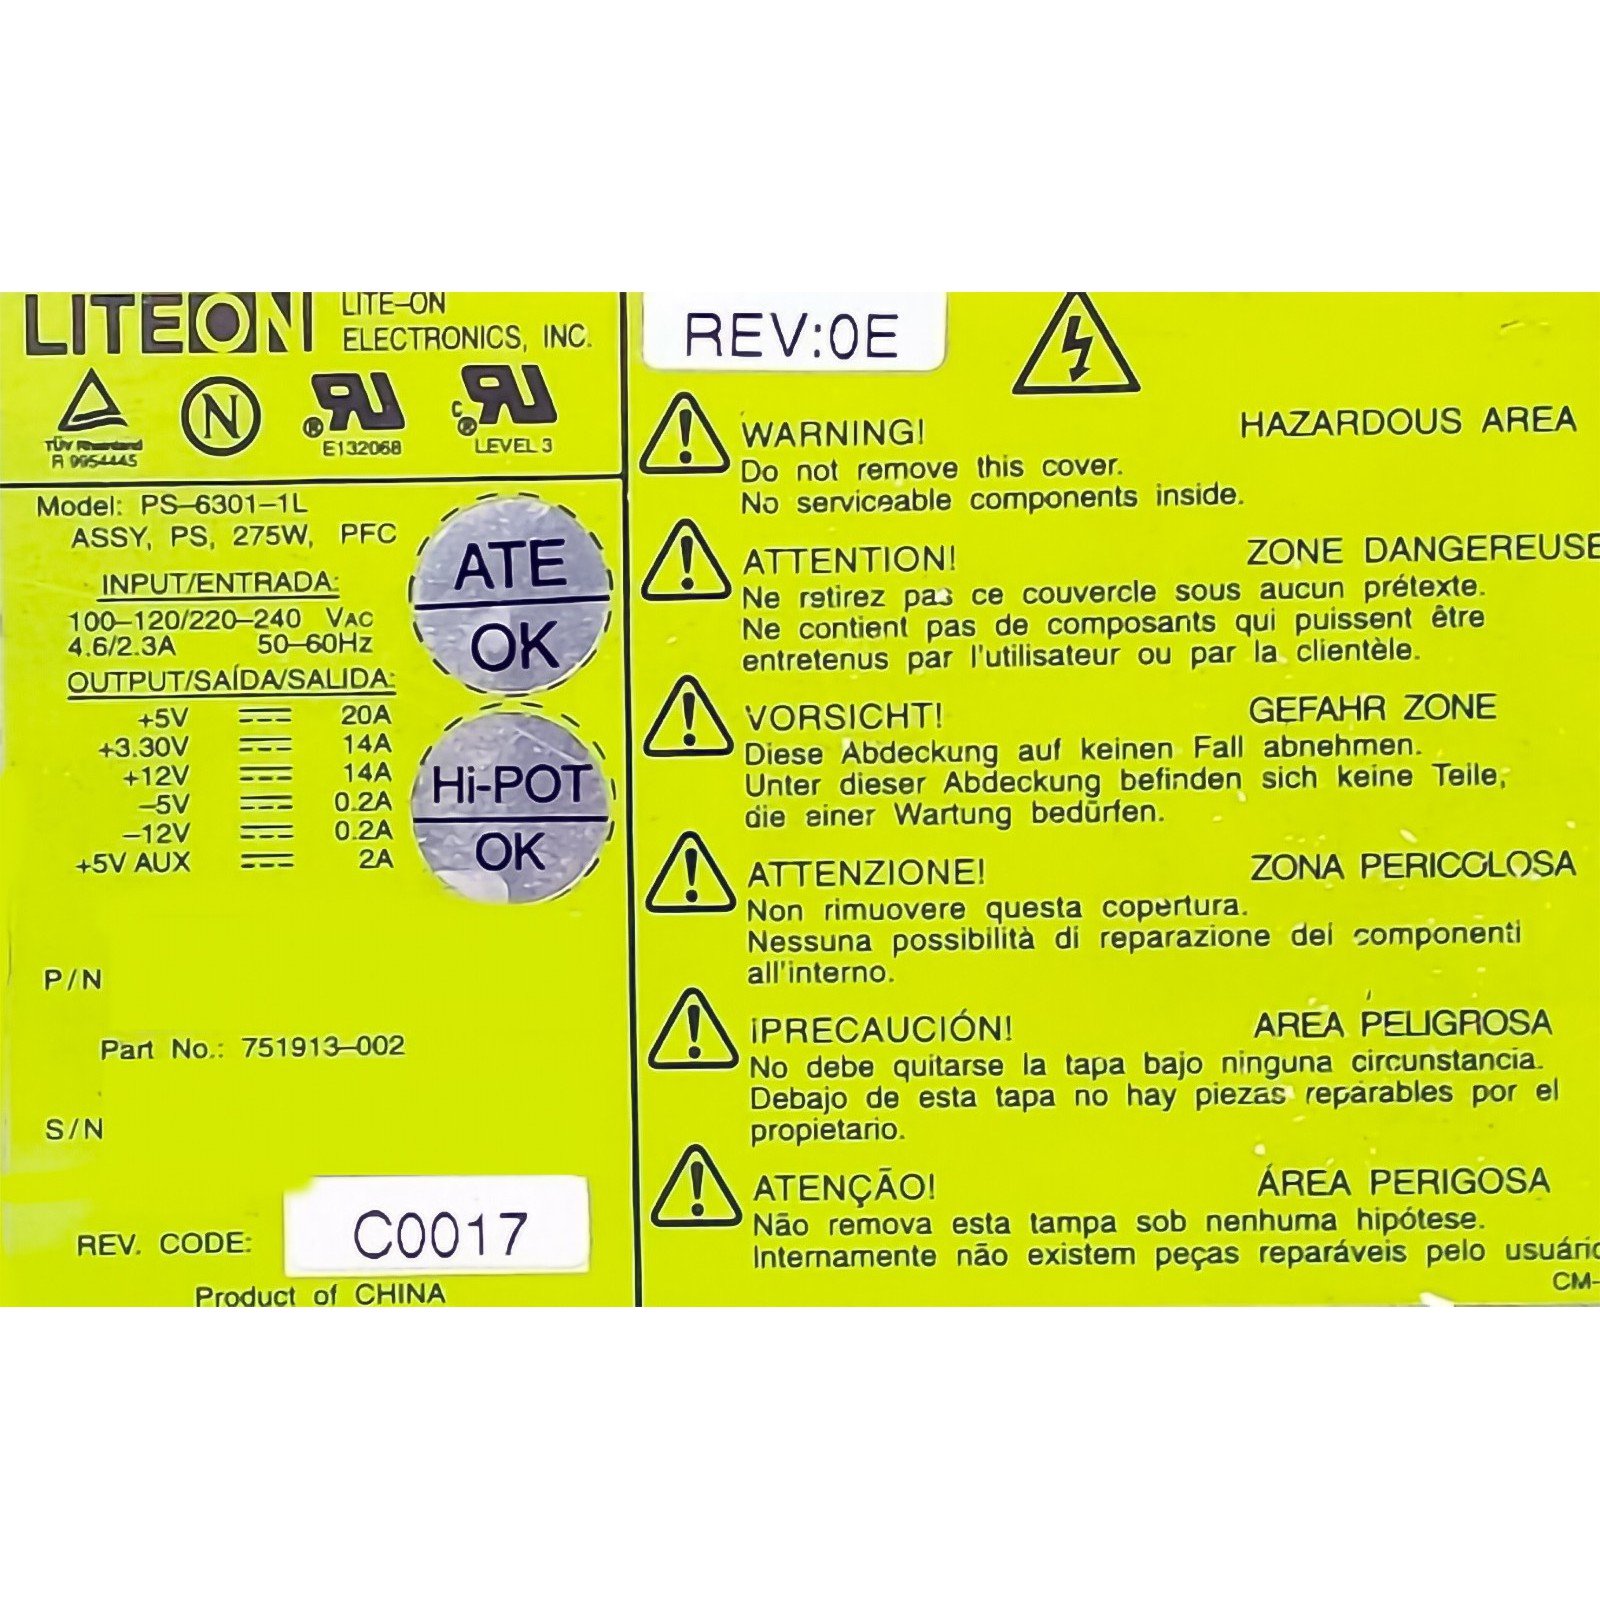 LITEON LITE-ON
ELECTRONICS, INC.
TÜV Rheinland
R 9954445
N
E132068
LEVEL 3
Model: PS-6301-1L
ASSY, PS, 275W, PFC
INPUT/ENTRADA:
100-120/220-240 VAC
4.6/2.3A 50-60Hz
OUTPUT/SAÍDA/SALIDA:
+5V 20A
+3.30V 14A
+12V 14A
-5V 0.2A
-12V 0.2A
+5V AUX 2A
ATE
OK
Hi-POT
OK
P/N
Part No.: 751913-002
S/N
REV. CODE: C0017
Product of CHINA
REV:0E
WARNING! HAZARDOUS AREA
Do not remove this cover.
No serviceable components inside.
ATTENTION! ZONE DANGEREUSE
Ne retirez pas ce couvercle sous aucun prétexte.
Ne contient pas de composants qui puissent être
entretenus par l'utilisateur ou par la clientèle.
VORSICHT! GEFAHR ZONE
Diese Abdeckung auf keinen Fall abnehmen.
Unter dieser Abdeckung befinden sich keine Teile,
die einer Wartung bedürfen.
ATTENZIONE! ZONA PERICOLOSA
Non rimuovere questa copertura.
Nessuna possibilità di reparazione dei componenti
all'interno.
¡PRECAUCIÓN! AREA PELIGROSA
No debe quitarse la tapa bajo ninguna circunstancia.
Debajo de esta tapa no hay piezas reparables por el
propietario.
ATENÇÃO! ÁREA PERIGOSA
Não remova esta tampa sob nenhuma hipótese.
Internamente não existem peças reparáveis pelo usuário
CM-